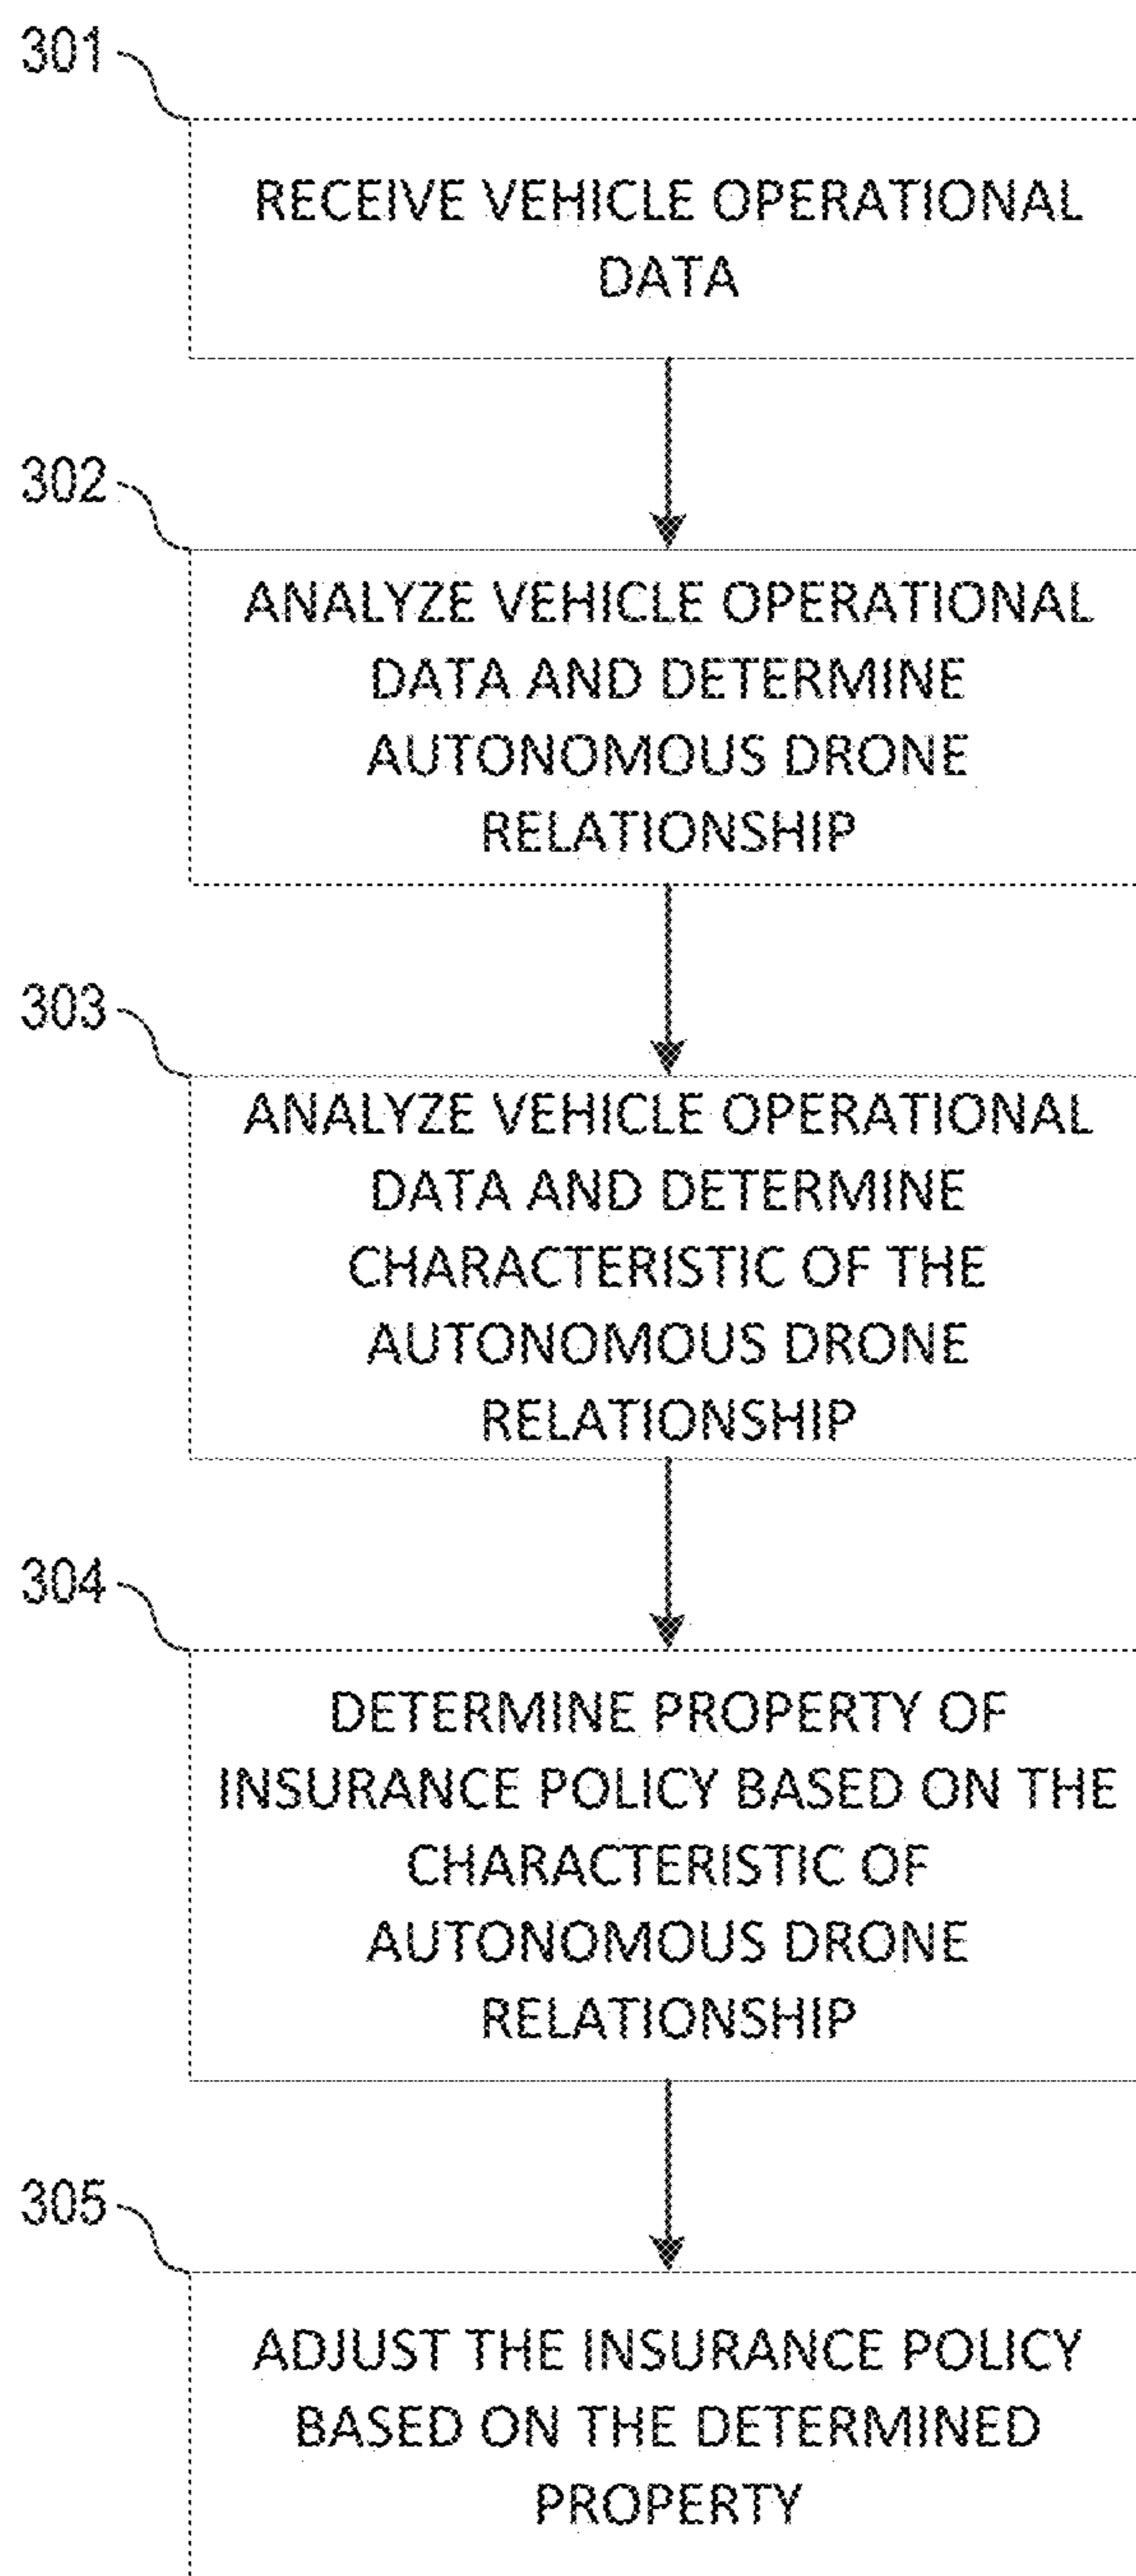 301
RECEIVE VEHICLE OPERATIONAL
DATA
302
ANALYZE VEHICLE OPERATIONAL
DATA AND DETERMINE
AUTONOMOUS DRONE
RELATIONSHIP
303
ANALYZE VEHICLE OPERATIONAL
DATA AND DETERMINE
CHARACTERISTIC OF THE
AUTONOMOUS DRONE
RELATIONSHIP
304
DETERMINE PROPERTY OF
INSURANCE POLICY BASED ON THE
CHARACTERISTIC OF
AUTONOMOUS DRONE
RELATIONSHIP
305
ADJUST THE INSURANCE POLICY
BASED ON THE DETERMINED
PROPERTY